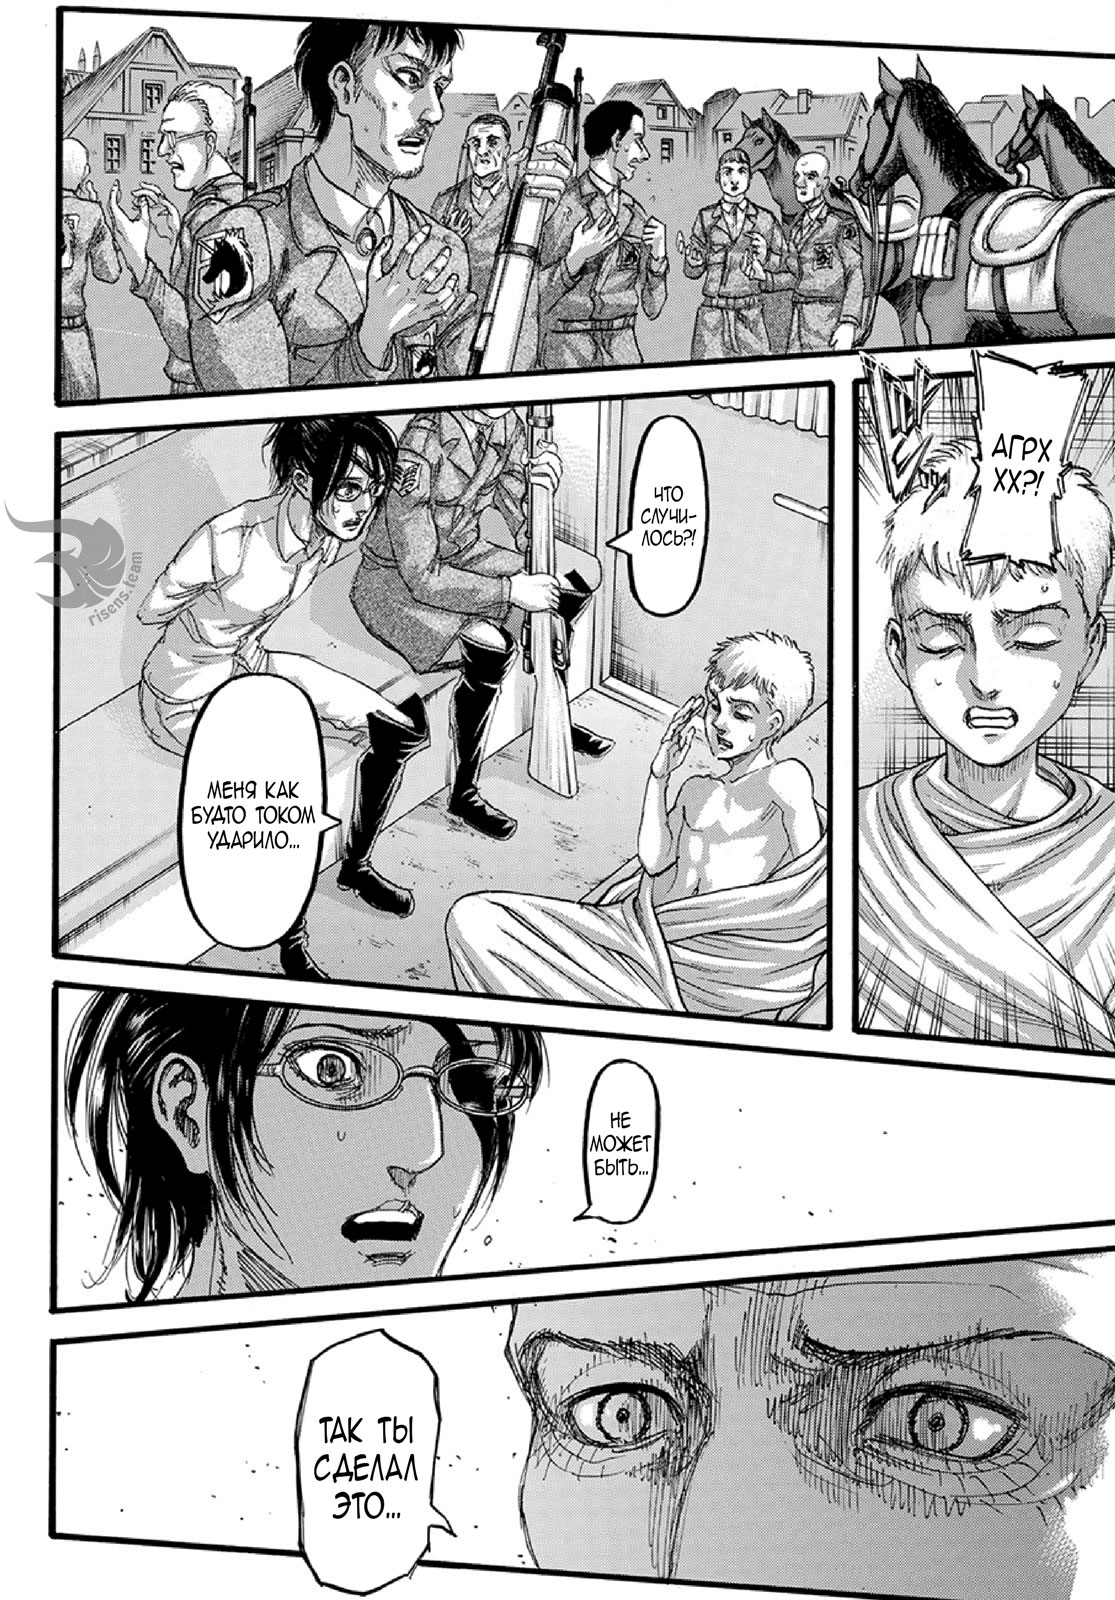 АГРХ
ХХ?!
ЧТО
СЛУЧИ-
ЛОСЬ?!
МЕНЯ КАК
БУДТО ТОКОМ
УДАРИЛО...
НЕ
МОЖЕТ
БЫТЬ...
ТАК ТЫ
СДЕЛАЛ
ЭТО...
risens.team